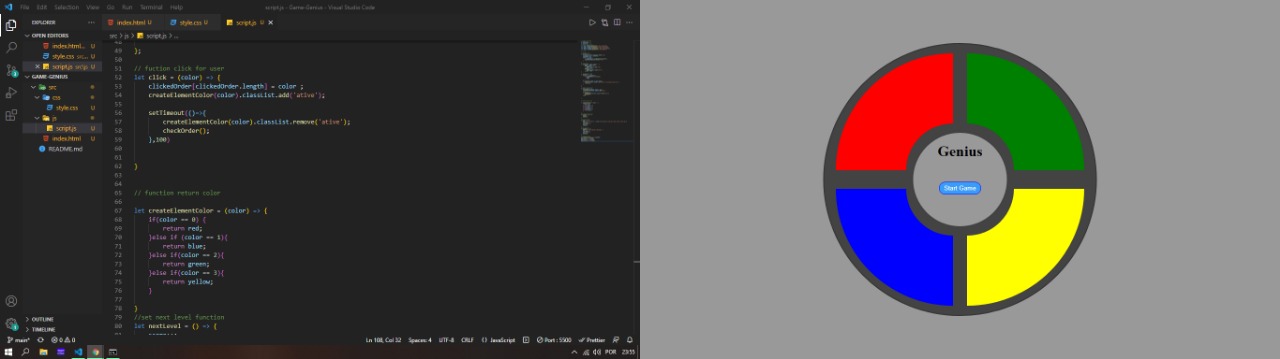 File Edit Selection View Go Run Terminal Help
script.js - Game-Genius - Visual Studio Code
EXPLORER
index.html U
style.css U
script.js U
OPEN EDITORS
index.html... U
style.css src... U
script.js src\js U
GAME-GENIUS
src
css
style.css U
js
script.js U
index.html U
README.md
OUTLINE
TIMELINE
src > js > script.js > ...
49 };
50
51 // fuction click for user
52 let click = (color) => {
53 clickedOrder[clickedOrder.length] = color ;
54 createElementColor(color).classList.add('ative');
55
56 setTimeout(()=>{
57 createElementColor(color).classList.remove('ative');
58 checkOrder();
59 },100)
60
61
62 }
63
64
65 // function return color
66
67 let createElementColor = (color) => {
68 if(color == 0) {
69 return red;
70 }else if (color == 1){
71 return blue;
72 }else if(color == 2){
73 return green;
74 }else if(color == 3){
75 return yellow;
76 }
77
78 }
79 //set next level function
80 let nextLevel = () => {
main* 0 0
Ln 108, Col 32 Spaces: 4 UTF-8 CRLF JavaScript Port : 5500 Prettier
POR 23:55
Genius
Start Game